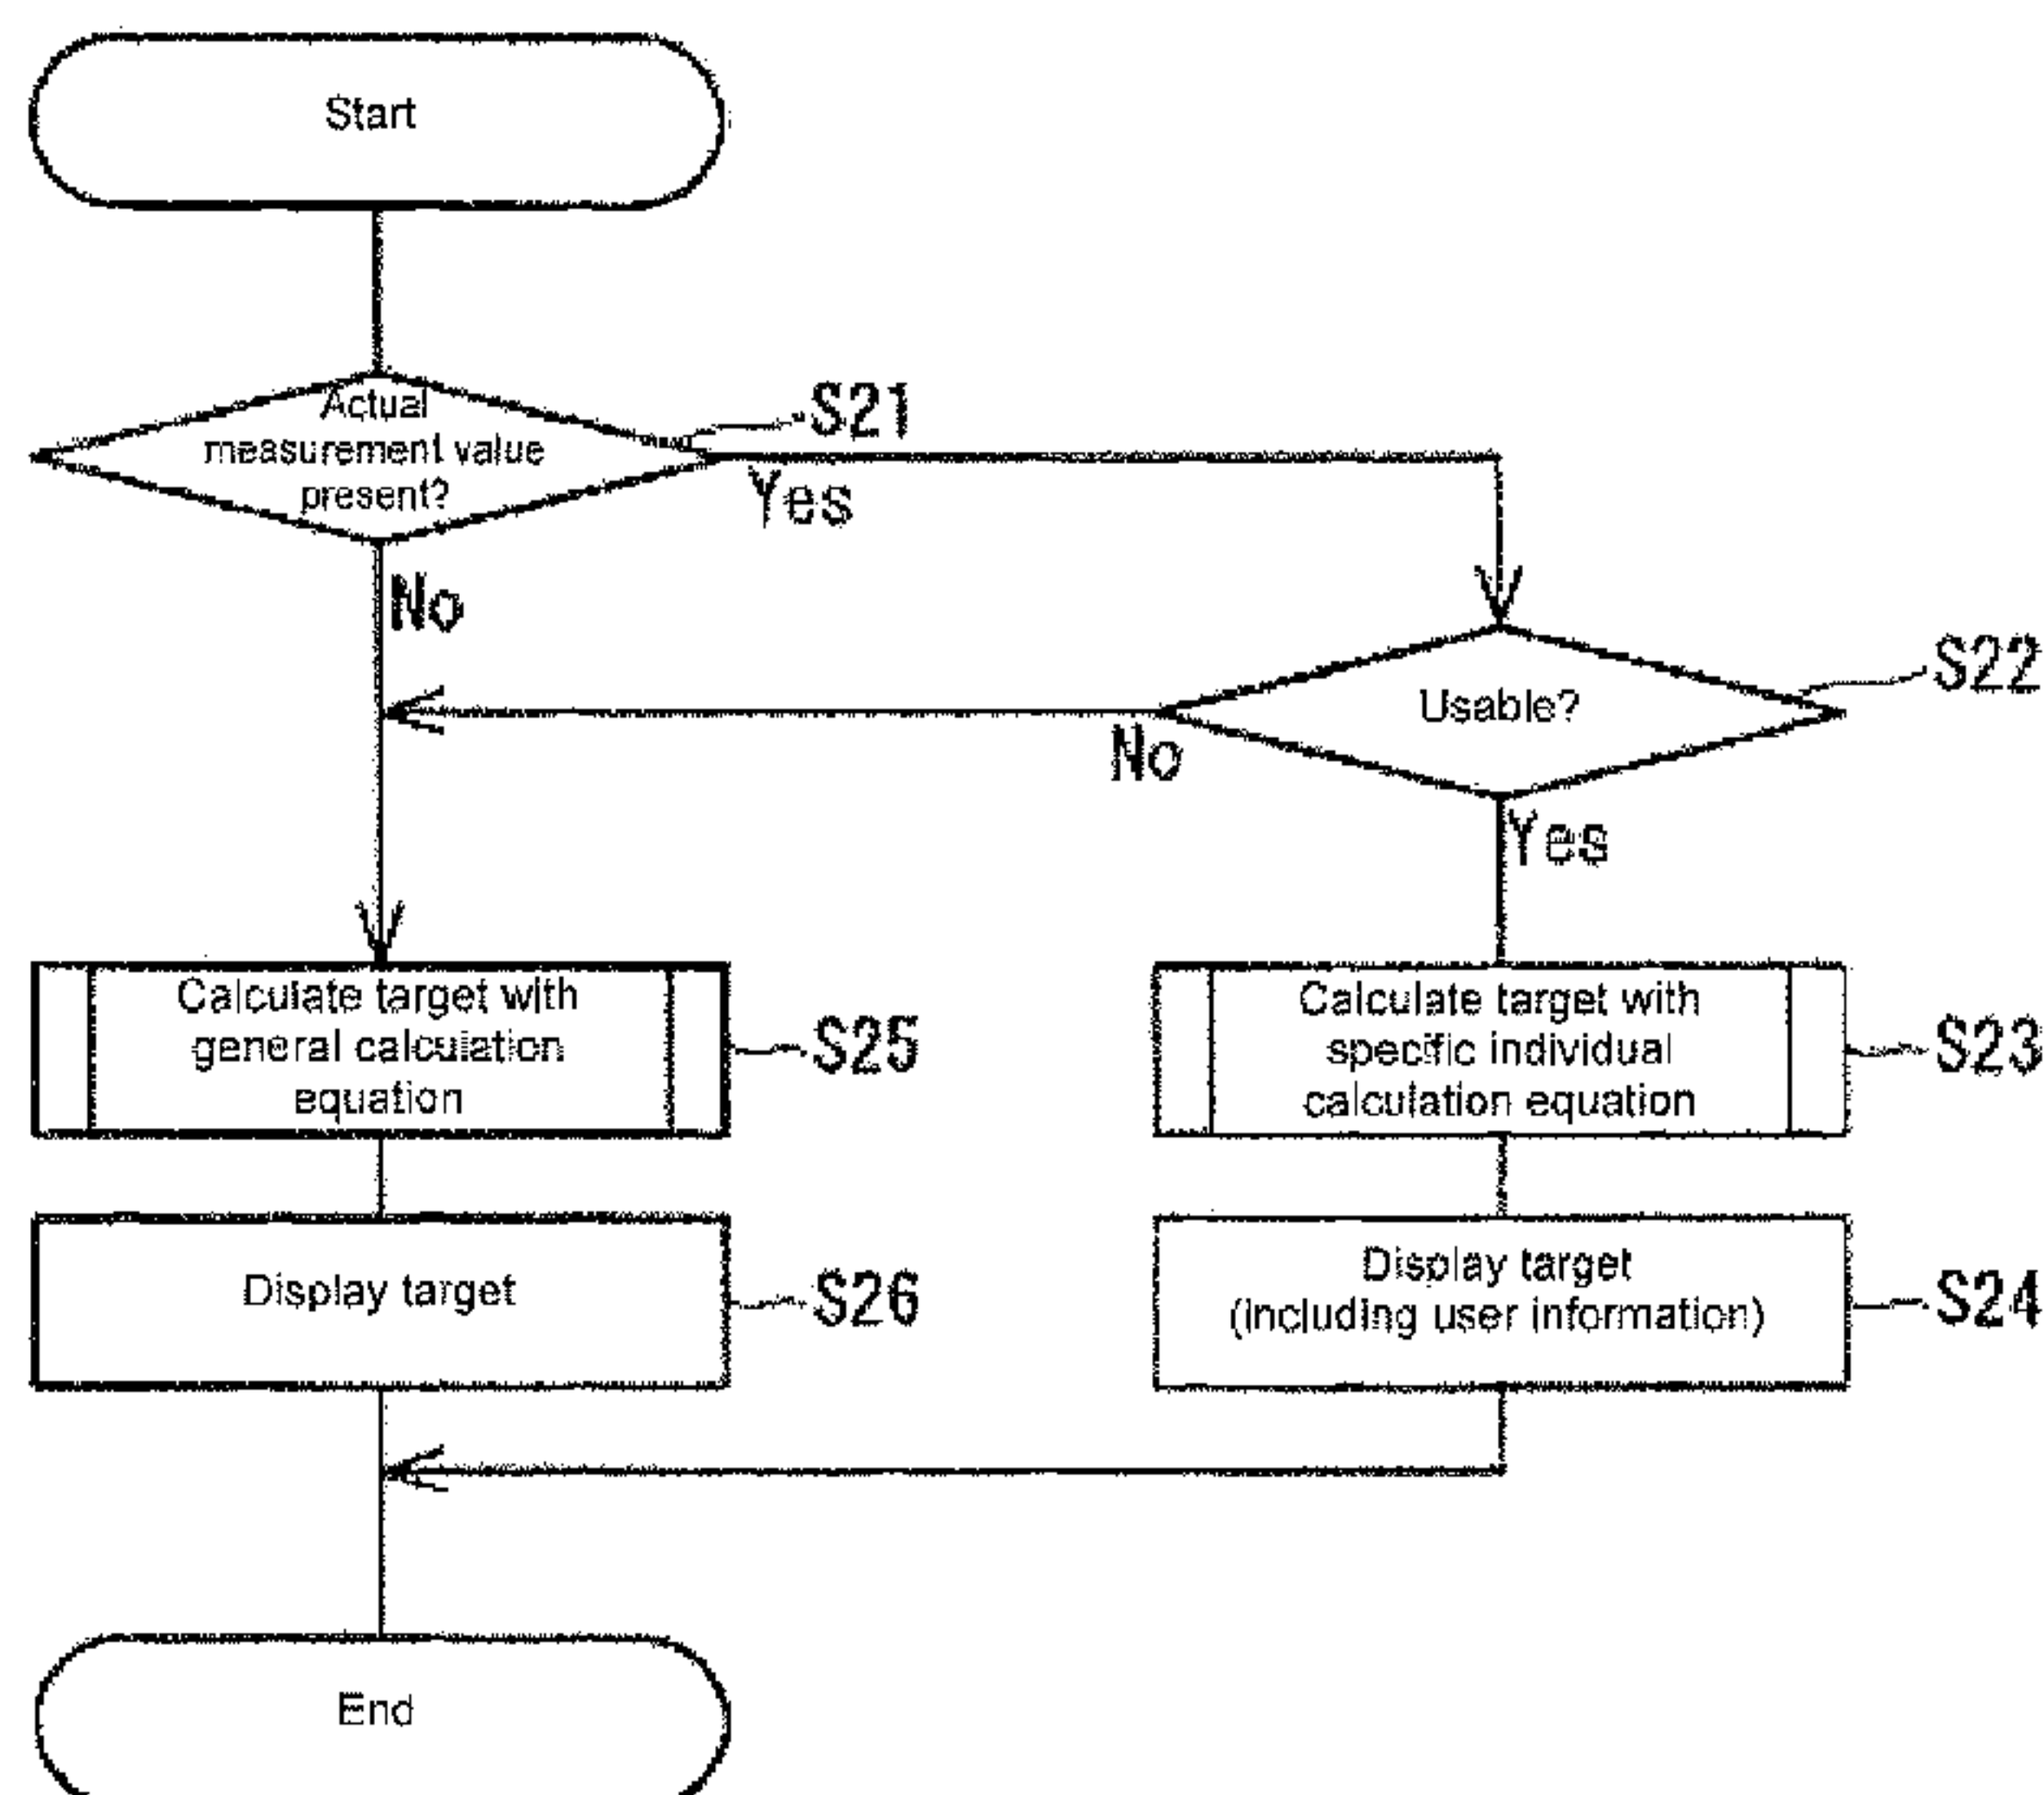 Start
Actual
measurement value
present?
S21
Yes
No
Usable?
S22
No
Yes
Calculate target with
general calculation
equation
S25
Calculate target with
specific individual
calculation equation
S23
Display target
S26
Display target
(including user information)
S24
End